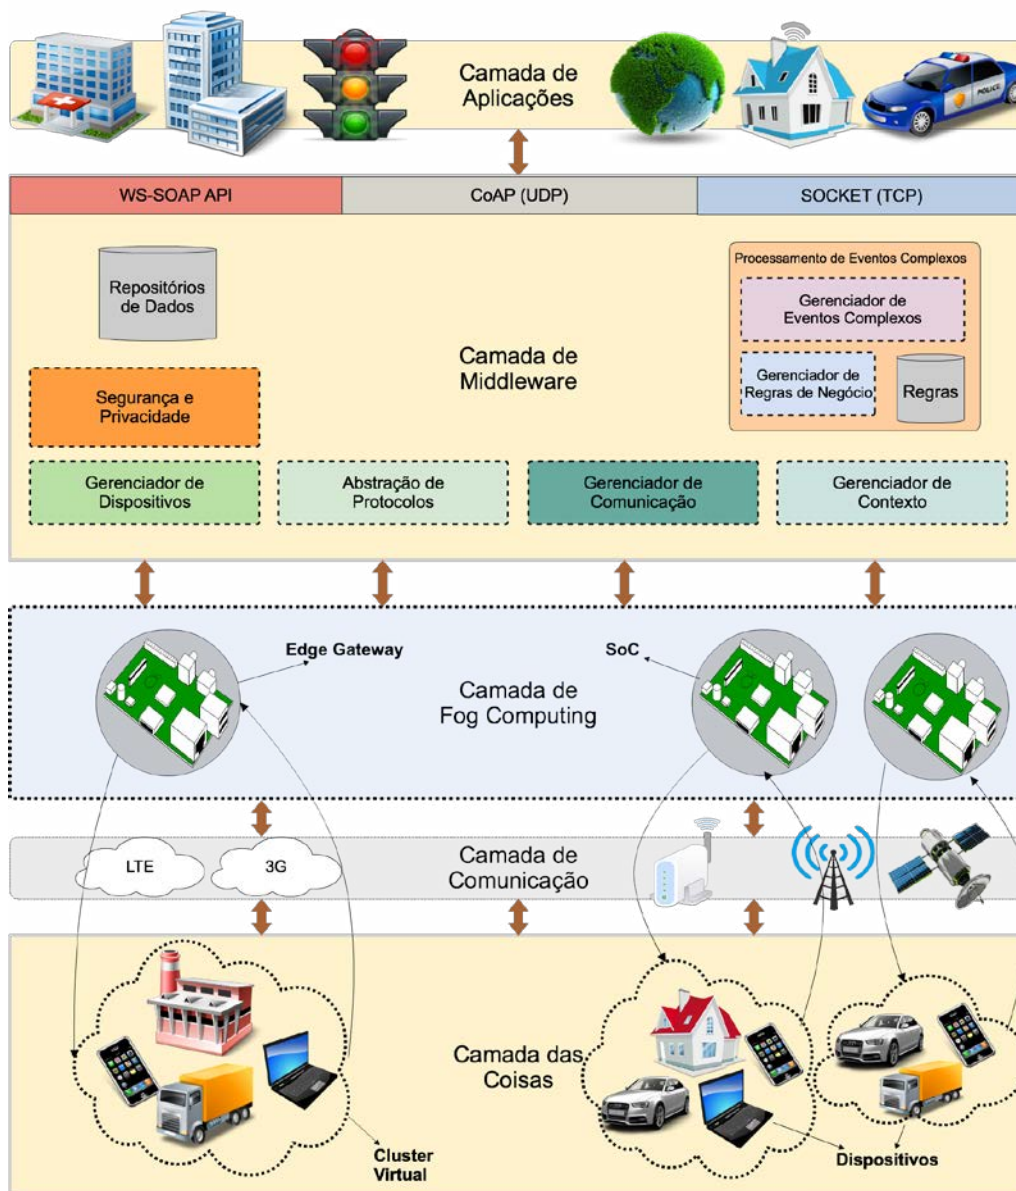 Camada de
Aplicações
POLICE
WS-SOAP API
CoAP (UDP)
SOCKET (TCP)
Repositórios
de Dados
Processamento de Eventos Complexos
Gerenciador de
Eventos Complexos
Gerenciador de
Regras de Negócio
Regras
Camada de
Middleware
Segurança e
Privacidade
Gerenciador de
Dispositivos
Abstração de
Protocolos
Gerenciador de
Comunicação
Gerenciador de
Contexto
Edge Gateway
SoC
Camada de
Fog Computing
LTE
3G
Camada de
Comunicação
Camada das
Coisas
Cluster
Virtual
Dispositivos